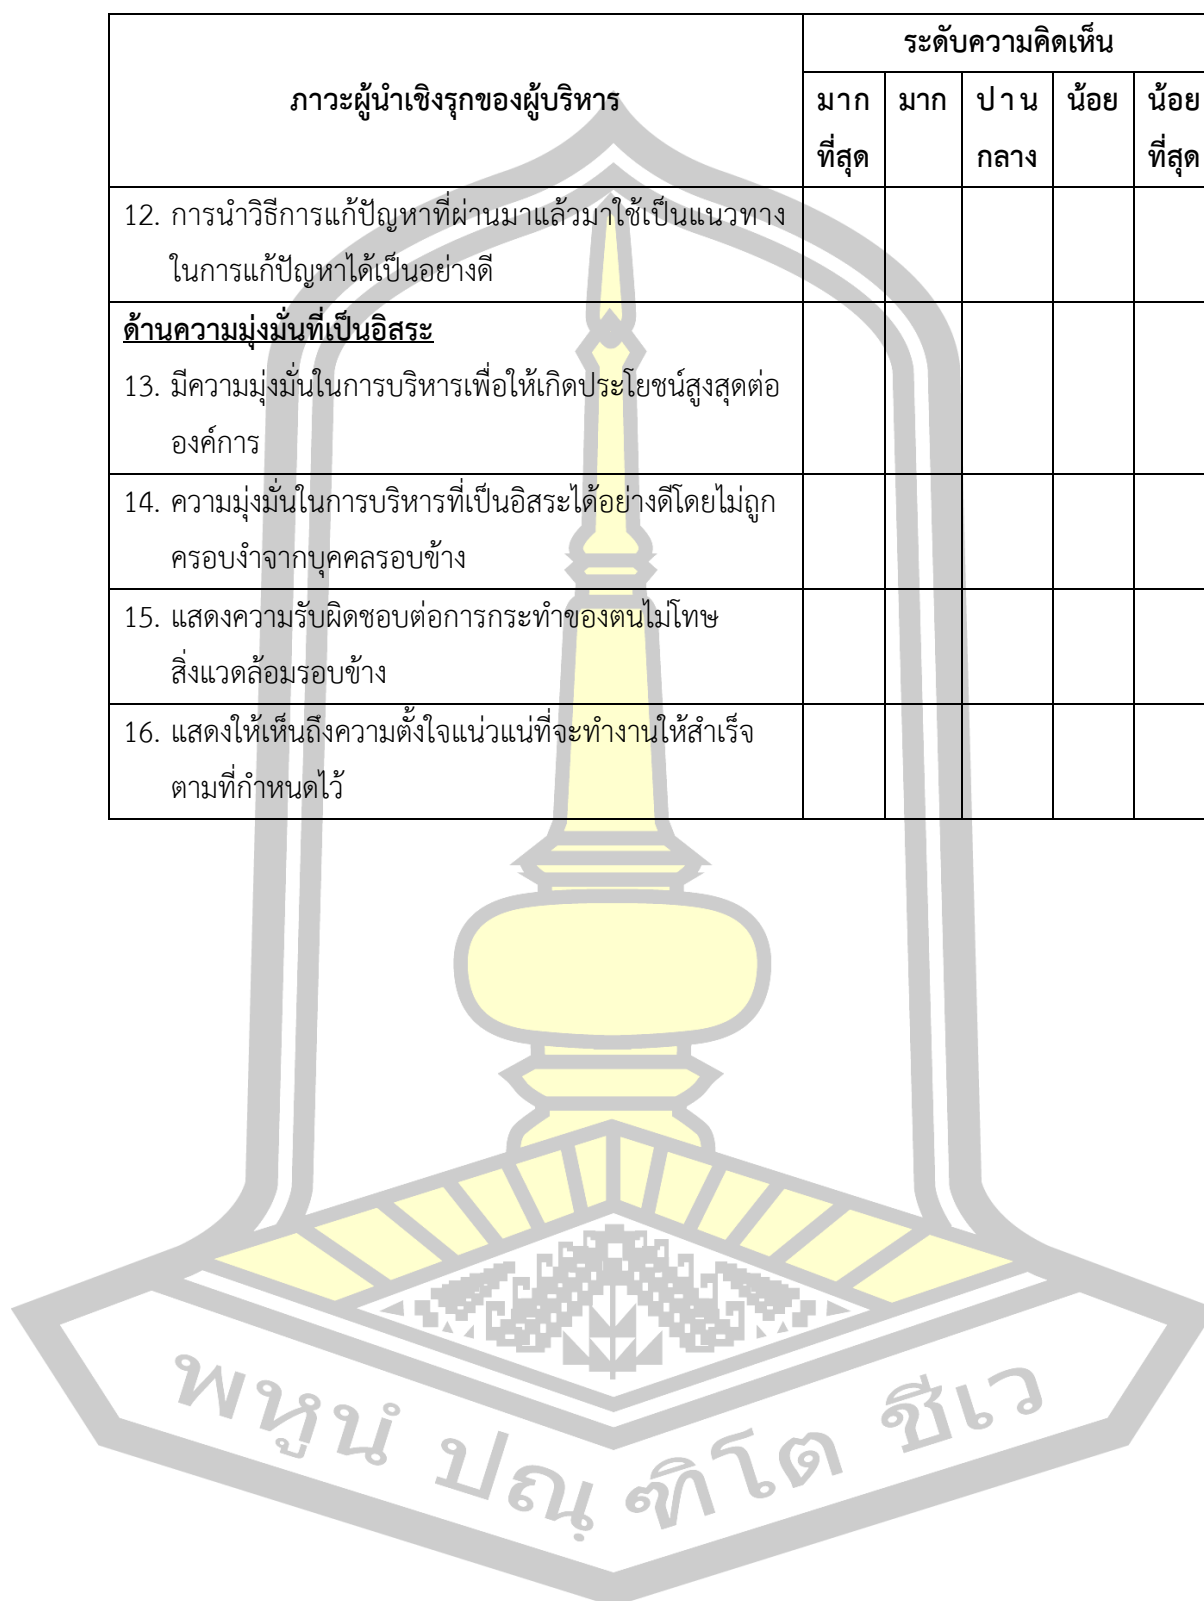 ภาวะผู้นำเชิงรุกของผู้บริหาร
ระดับความคิดเห็น
มาก
ที่สุด
มาก
ปาน
กลาง
น้อย
น้อย
ที่สุด
12. การนำวิธีการแก้ปัญหาที่ผ่านมาแล้วมาใช้เป็นแนวทาง
ในการแก้ปัญหาได้เป็นอย่างดี
ด้านความมุ่งมั่นที่เป็นอิสระ
13. มีความมุ่งมั่นในการบริหารเพื่อให้เกิดประโยชน์สูงสุดต่อ
องค์การ
14. ความมุ่งมั่นในการบริหารที่เป็นอิสระได้อย่างดีโดยไม่ถูก
ครอบงำจากบุคคลรอบข้าง
15. แสดงความรับผิดชอบต่อการกระทำของตนไม่โทษ
สิ่งแวดล้อมรอบข้าง
16. แสดงให้เห็นถึงความตั้งใจแน่วแน่ที่จะทำงานให้สำเร็จ
ตามที่กำหนดไว้
พหูนํ ปณฺ ฑิโต ชีเว